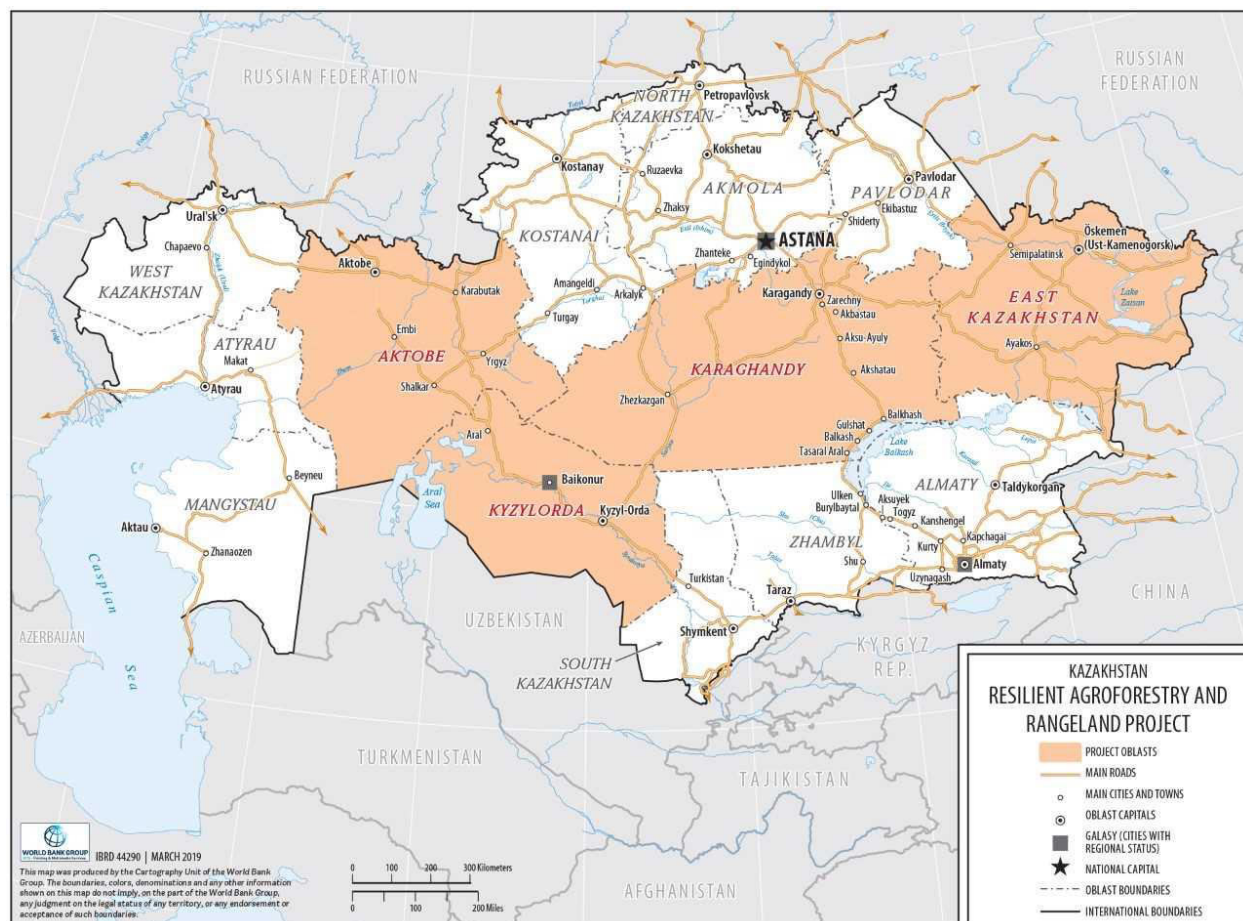 RUSSIAN FEDERATION
RUSSIAN
FEDERATION
Petropavlovsk
NORTH
KAZAKHSTAN
Tobol
Kostanay
Kokshetau
Ruzaevka
AKMOLA
Pavlodar
PAVLODAR
Ekibastuz
Zhaksy
Shiderty
Volga
Ural
Ural'sk
Chapaevo
KOSTANAI
Esil (Ishim)
ASTANA
Öskemen
(Ust-Kamenogorsk)
Semipalatinsk
WEST
KAZAKHSTAN
Aktobe
Zhanteke
Egindykol
Karabutak
Amangeldi
Arkalyk
Karagandy
Zarechny
Akbastau
Turgay
EAST
KAZAKHSTAN
Lake
Zaisan
Volga
ATYRAU
Makat
Embi
AKTOBE
Yrgyz
Aksu-Ayuly
Ayakos
KARAGHANDY
Akshatau
Atyrau
Shalkar
Zhezkazgan
Balkhash
Gulshat
Balkash
Tasaral Aral
Lake
Balkash
Aral
Beyneu
Baikonur
Aral
Sea
MANGYSTAU
KYZYLORDA
Kyzyl-Orda
Ulken
Burylbaytal
Aksuyek
Togyz
ALMATY
Taldykorgan
Aktau
Zhanaozen
ZHAMBYL
Kanshengel
Kapchagai
Kurty
Shu
Almaty
Uzynagash
Turkistan
Taraz
Caspian
Sea
AZERBAIJAN
UZBEKISTAN
Shymkent
SOUTH
KAZAKHSTAN
KYRGYZ
REP.
CHINA
TURKMENISTAN
TAJIKISTAN
AFGHANISTAN
KAZAKHSTAN
RESILIENT AGROFORESTRY AND
RANGELAND PROJECT
PROJECT OBLASTS
MAIN ROADS
MAIN CITIES AND TOWNS
OBLAST CAPITALS
GALASY (CITIES WITH
REGIONAL STATUS)
NATIONAL CAPITAL
OBLAST BOUNDARIES
INTERNATIONAL BOUNDARIES
WORLD BANK GROUP
IBRD 44290 | MARCH 2019
This map was produced by the Cartography Unit of the World Bank
Group. The boundaries, colors, denominations and any other information
shown on this map do not imply, on the part of the World Bank Group,
any judgment on the legal status of any territory, or any endorsement or
acceptance of such boundaries.
0 100 200 300 Kilometers
0 100 200 Miles